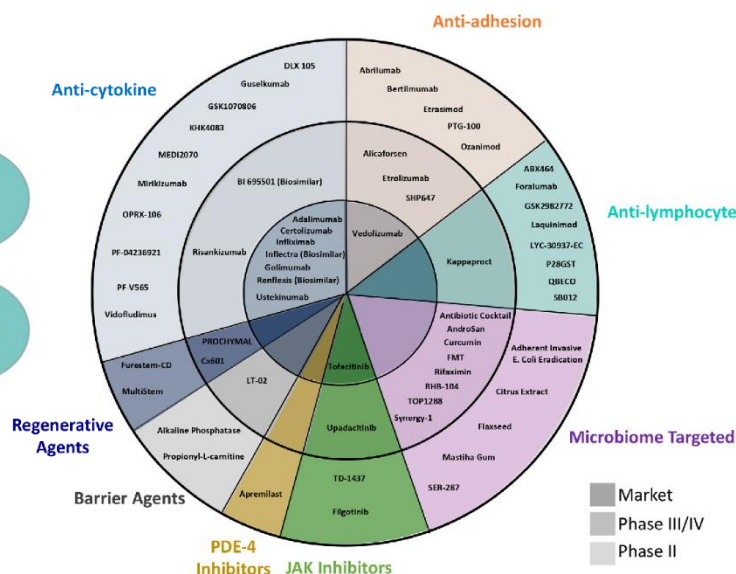 Anti-adhesion
Anti-cytokine
DLX 105
Guselkumab
GSK1070806
KHK4083
MEDI2070
Mirikizumab
OPRX-106
PF-04236921
PF-V565
Vidofludimus
BI 695501 (Biosimilar)
Risankizumab
Adalimumab
Certolizumab
Infliximab
Inflectra (Biosimilar)
Golimumab
Renflexis (Biosimilar)
Ustekinumab
Abrilumab
Bertilmumab
Etrasimod
PTG-100
Ozanimod
Alicaforsen
Etrolizumab
SHP647
Vedolizumab
Anti-lymphocyte
ABX464
Foralumab
GSK2982772
Laquinimod
LYC-30937-EC
P28GST
QBECO
SB012
Kappaproct
Antibiotic Cocktail
AndroSan
Curcumin
FMT
Rifaximin
RHB-104
TOP1288
Synergy-1
Adherent Invasive
E. Coli Eradication
Citrus Extract
Flaxseed
Mastiha Gum
SER-287
Microbiome Targeted
Tofacitinib
Upadacitinib
TD-1437
Filgotinib
JAK Inhibitors
Apremilast
PDE-4
Inhibitors
LT-02
Alkaline Phosphatase
Propionyl-L-carnitine
Barrier Agents
PROCHYMAL
Cx601
Furestem-CD
MultiStem
Regenerative
Agents
Market
Phase III/IV
Phase II